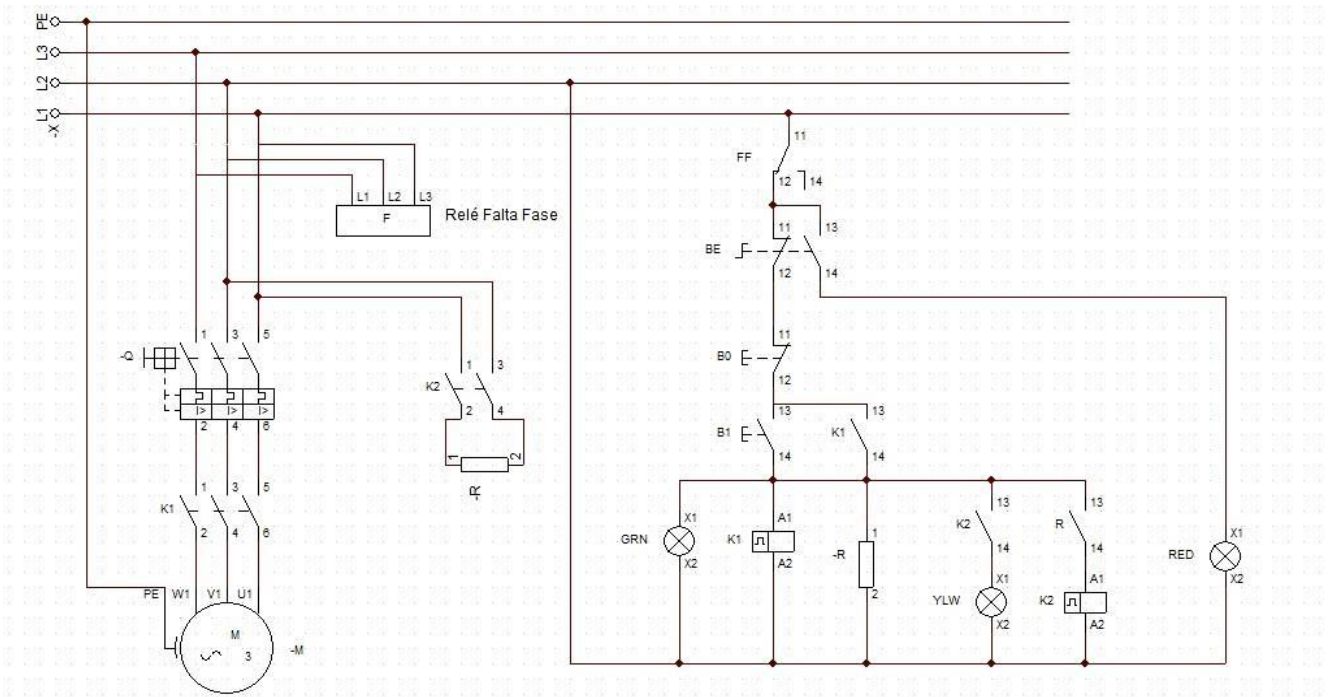 PE
L3
L2
L1
-X
11
FF
12 14
L1 L2 L3
F
Relé Falta Fase
11 13
BE
12 14
1 3 5
-Q
I> I> I>
2 4 6
1 3
K2
2 4
1 2
-R
11
B0
12
13 13
B1 K1
14 14
1 3 5
K1
2 4 6
X1
GRN
X2
A1
K1
A2
1
-R
2
13
K2
14
X1
YLW
X2
13
R
14
A1
K2
A2
X1
RED
X2
PE W1 V1 U1
M
3
-M